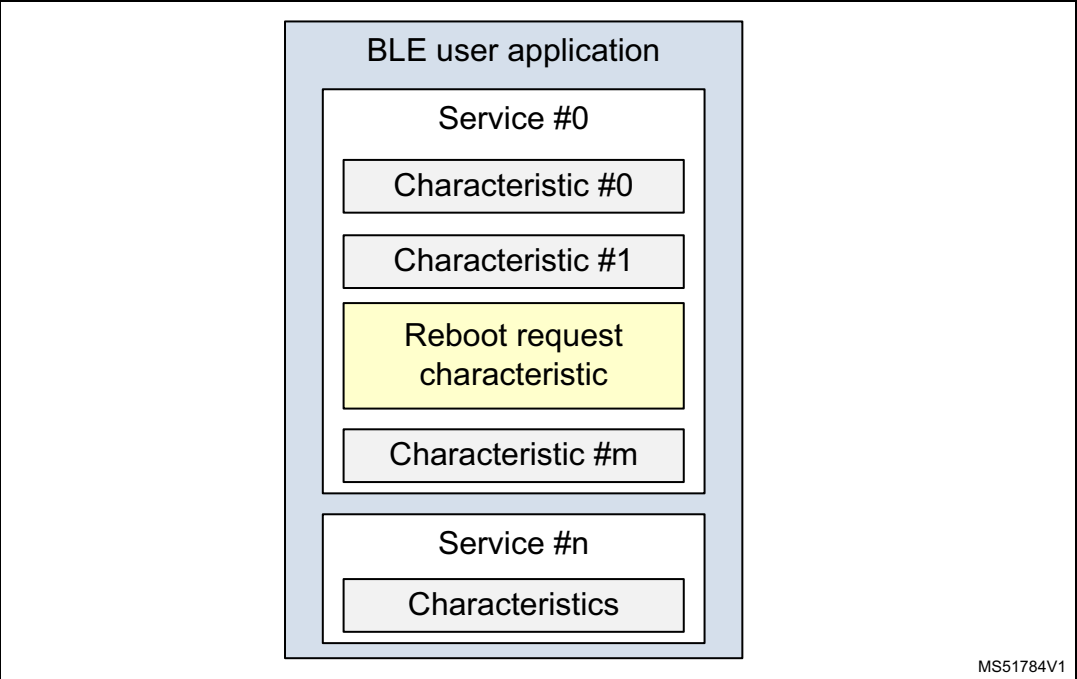 BLE user application
Service #0
Characteristic #0
Characteristic #1
Reboot request
characteristic
Characteristic #m
Service #n
Characteristics
MS51784V1